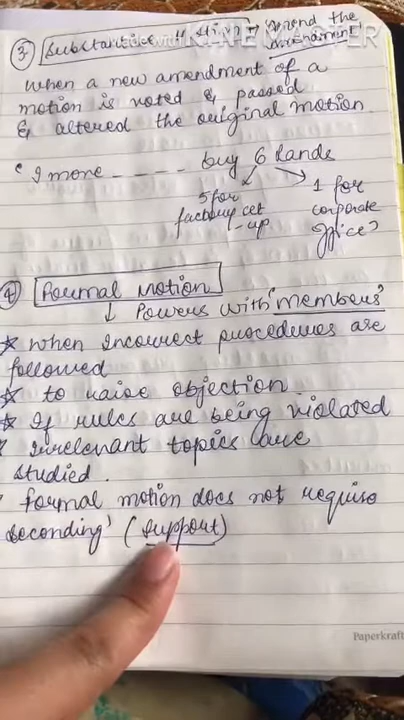 ③ Substantive Motion → Amend the
amendment
when a new amendment of a
motion is voted & passed
& altered the original motion
"I move _ _ _ _ buy 6 lands
5 for
factory set
-up
1 for
corporate
office"
④ Formal Motion
↓ Powers with 'members'
☆ when incorrect procedures are
followed
☆ to raise objection
☆ If rules are being violated
irrelevant topics are
studied.
formal motion does not require
seconding' (support)
Paperkraf